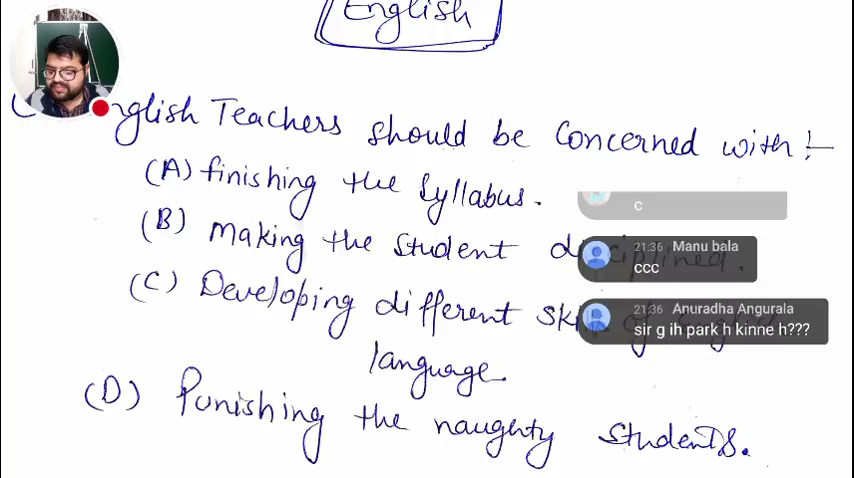 English
English Teachers should be concerned with :-
(A) finishing the syllabus.
C
(B) Making the student disciplined.
21:36 Manu bala
CCC
(C) Developing different skills of English
21:36 Anuradha Angurala
sir g ih park h kinne h???
language.
(D) Punishing the naughty students.